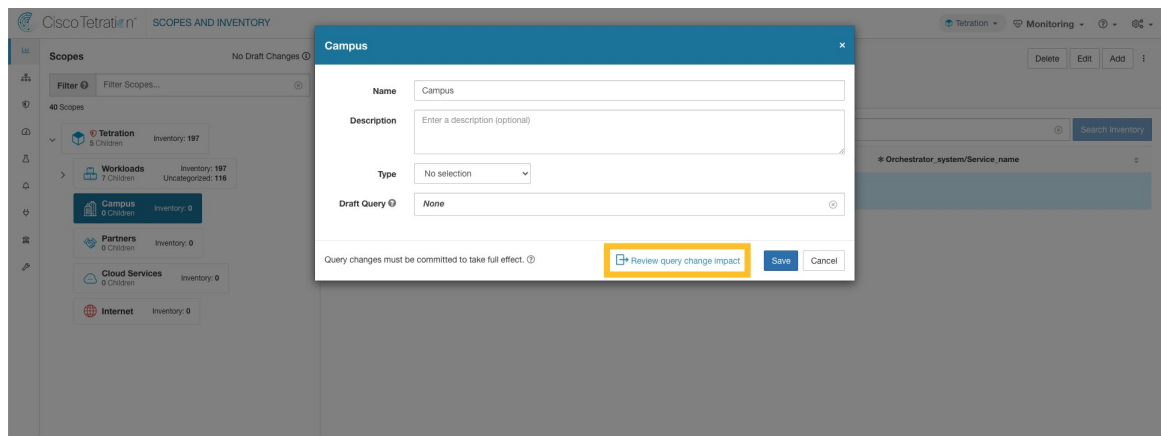 Cisco Tetration™ SCOPES AND INVENTORY
Tetration
Monitoring
Scopes
No Draft Changes
Filter
Filter Scopes...
40 Scopes
Tetration
5 Children
Inventory: 197
Workloads
7 Children
Inventory: 197
Uncategorized: 116
Campus
0 Children
Inventory: 0
Partners
0 Children
Inventory: 0
Cloud Services
0 Children
Inventory: 0
Internet
Inventory: 0
Campus ×
Name
Campus
Description
Enter a description (optional)
Type
No selection
Draft Query
None
Query changes must be committed to take full effect.
Review query change impact
Save
Cancel
Delete
Edit
Add
Search Inventory
* Orchestrator_system/Service_name